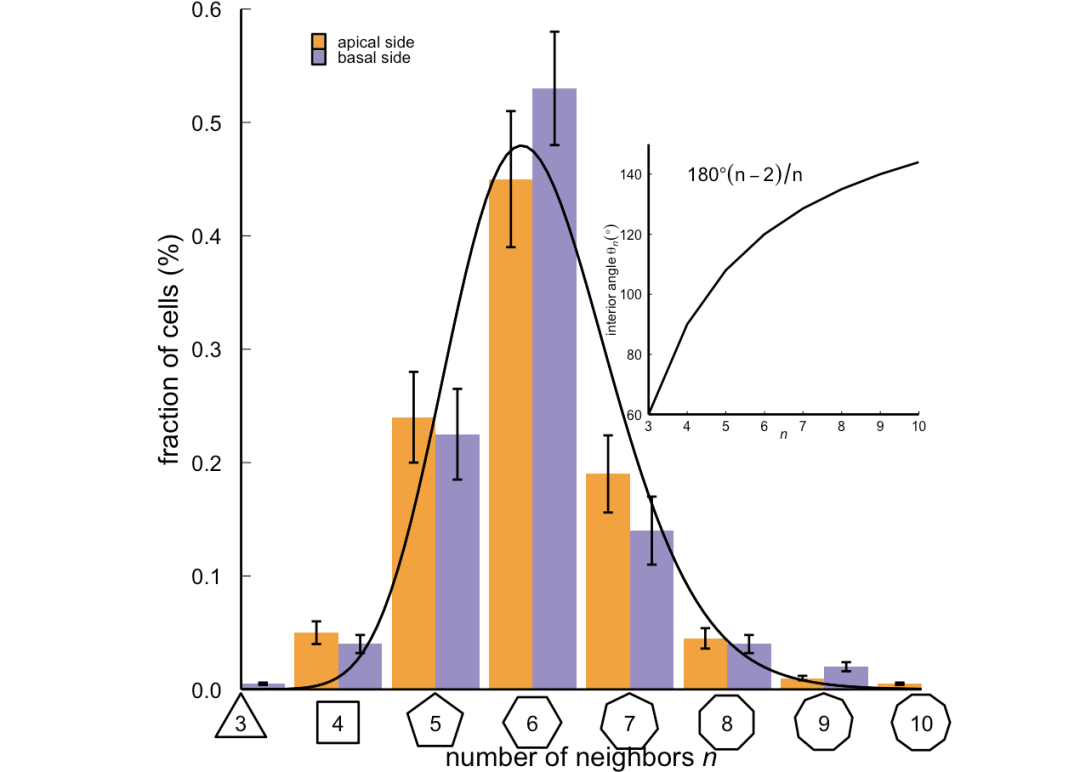 0.6
apical side
basal side
0.5
0.4
0.3
0.2
0.1
0.0
fraction of cells (%)
180°(n – 2)/n
140
120
100
80
60
interior angle θn(°)
3 4 5 6 7 8 9 10
n
3 4 5 6 7 8 9 10
number of neighbors n